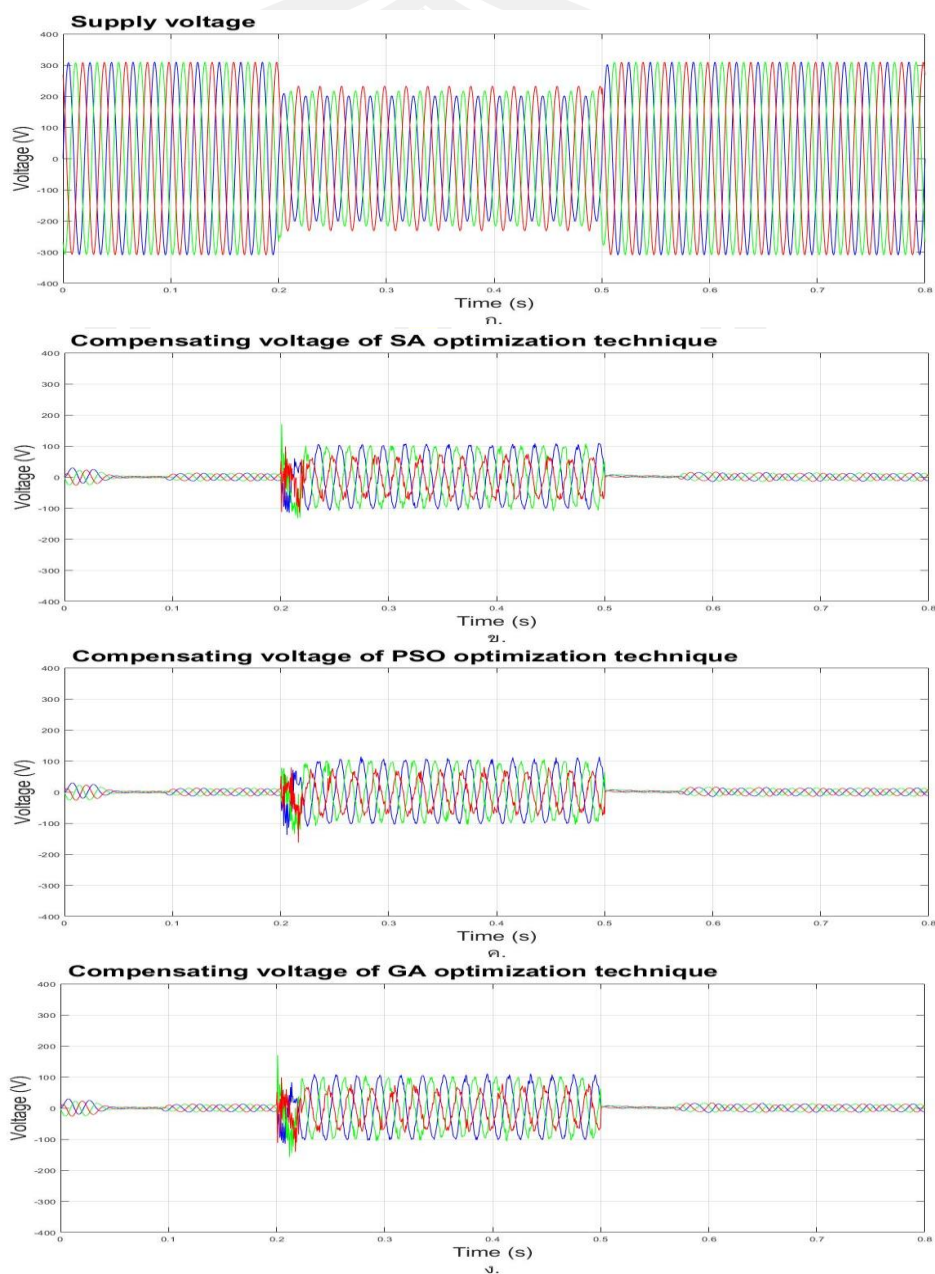 Supply voltage
400
300
200
100
0
-100
-200
-300
-400
Voltage (V)
0 0.1 0.2 0.3 0.4 0.5 0.6 0.7 0.8
Time (s)
ก.
Compensating voltage of SA optimization technique
400
300
200
100
0
-100
-200
-300
-400
Voltage (V)
0 0.1 0.2 0.3 0.4 0.5 0.6 0.7 0.8
Time (s)
ข.
Compensating voltage of PSO optimization technique
400
300
200
100
0
-100
-200
-300
-400
Voltage (V)
0 0.1 0.2 0.3 0.4 0.5 0.6 0.7 0.8
Time (s)
ค.
Compensating voltage of GA optimization technique
400
300
200
100
0
-100
-200
-300
-400
Voltage (V)
0 0.1 0.2 0.3 0.4 0.5 0.6 0.7 0.8
Time (s)
ง.